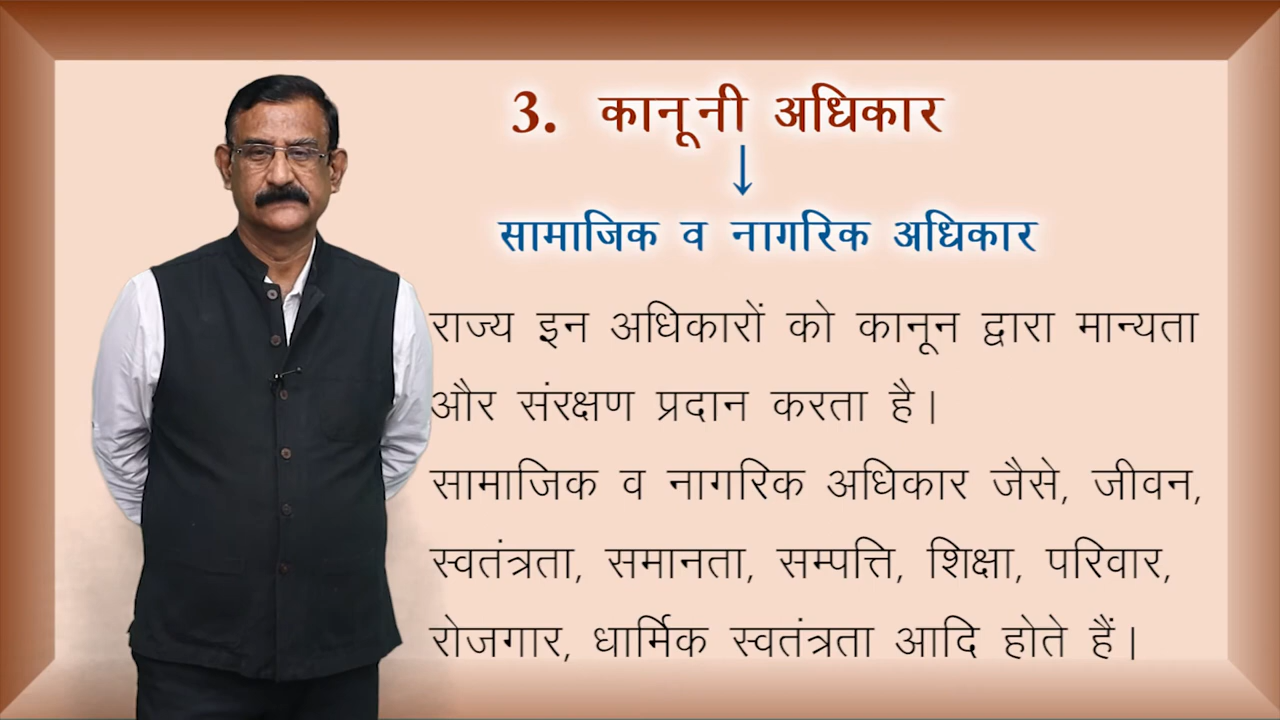 3. कानूनी अधिकार
↓
सामाजिक व नागरिक अधिकार
राज्य इन अधिकारों को कानून द्वारा मान्यता
और संरक्षण प्रदान करता है।
सामाजिक व नागरिक अधिकार जैसे, जीवन,
स्वतंत्रता, समानता, सम्पत्ति, शिक्षा, परिवार,
रोजगार, धार्मिक स्वतंत्रता आदि होते हैं।